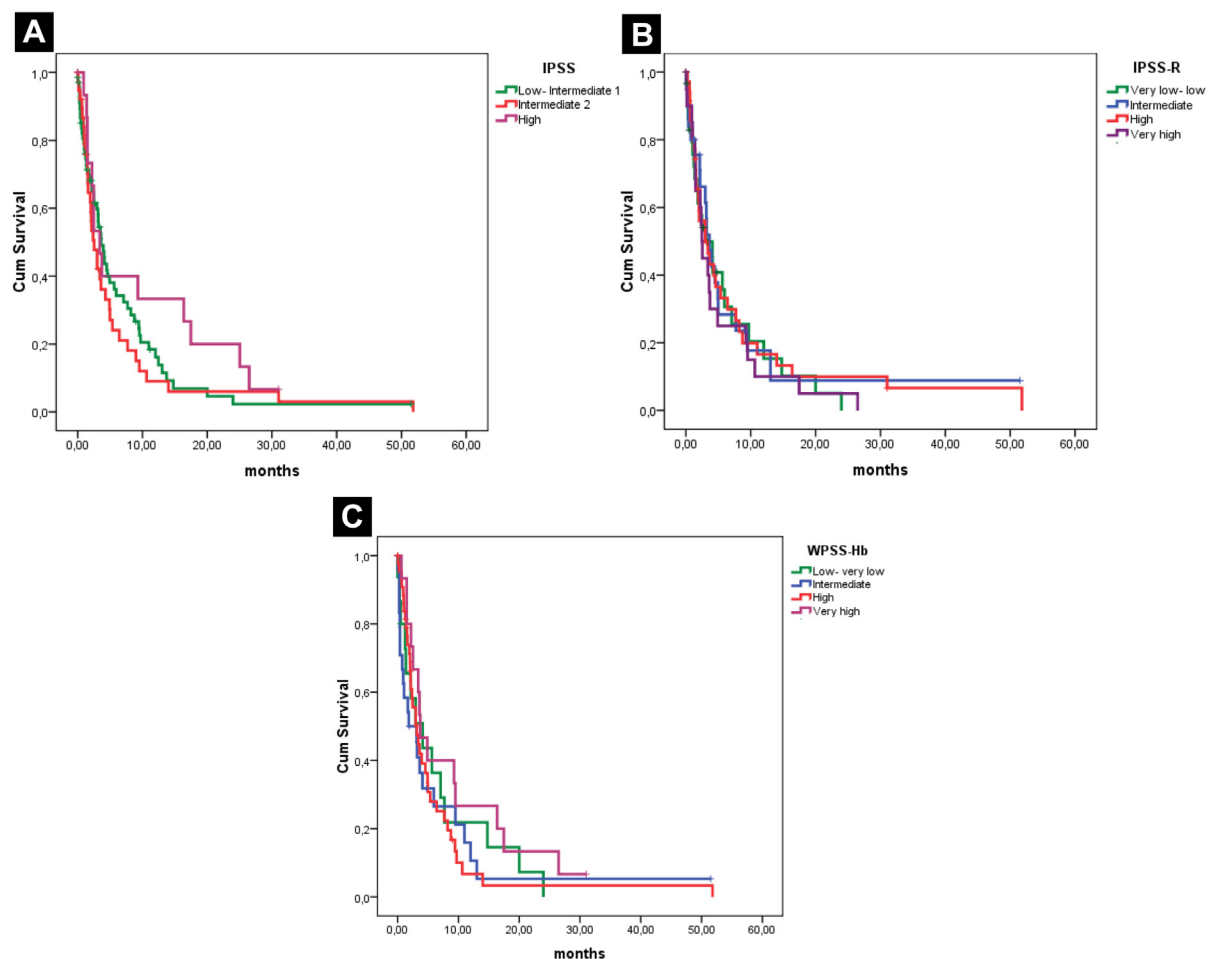 A
IPSS
Low- Intermediate 1
Intermediate 2
High
Cum Survival
1,0
0,8
0,6
0,4
0,2
0,0
0,00 10,00 20,00 30,00 40,00 50,00 60,00
months
B
IPSS-R
Very low- low
Intermediate
High
Very high
Cum Survival
1,0
0,8
0,6
0,4
0,2
0,0
0,00 10,00 20,00 30,00 40,00 50,00 60,00
months
C
WPSS-Hb
Low- very low
Intermediate
High
Very high
Cum Survival
1,0
0,8
0,6
0,4
0,2
0,0
0,00 10,00 20,00 30,00 40,00 50,00 60,00
months